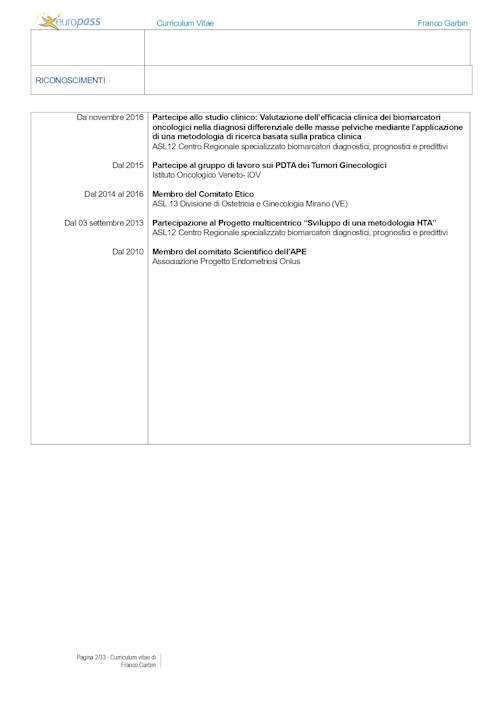 europass
Curriculum Vitae
Franco Garbin
RICONOSCIMENTI
Da novembre 2016
Partecipe allo studio clinico: Valutazione dell'efficacia clinica dei biomarcatori
oncologici nella diagnosi differenziale delle masse pelviche mediante l'applicazione
di una metodologia di ricerca basata sulla pratica clinica
ASL12 Centro Regionale specializzato biomarcatori diagnostici, prognostici e predittivi
Dal 2015
Partecipe al gruppo di lavoro sui PDTA dei Tumori Ginecologici
Istituto Oncologico Veneto- IOV
Dal 2014 al 2016
Membro del Comitato Etico
ASL 13 Divisione di Ostetricia e Ginecologia Mirano (VE)
Dal 03 settembre 2013
Partecipazione al Progetto multicentrico “Sviluppo di una metodologia HTA”
ASL12 Centro Regionale specializzato biomarcatori diagnostici, prognostici e predittivi
Dal 2010
Membro del comitato Scientifico dell'APE
Associazione Progetto Endometriosi Onlus
Pagina 2/33 - Curriculum vitae di
Franco Garbin